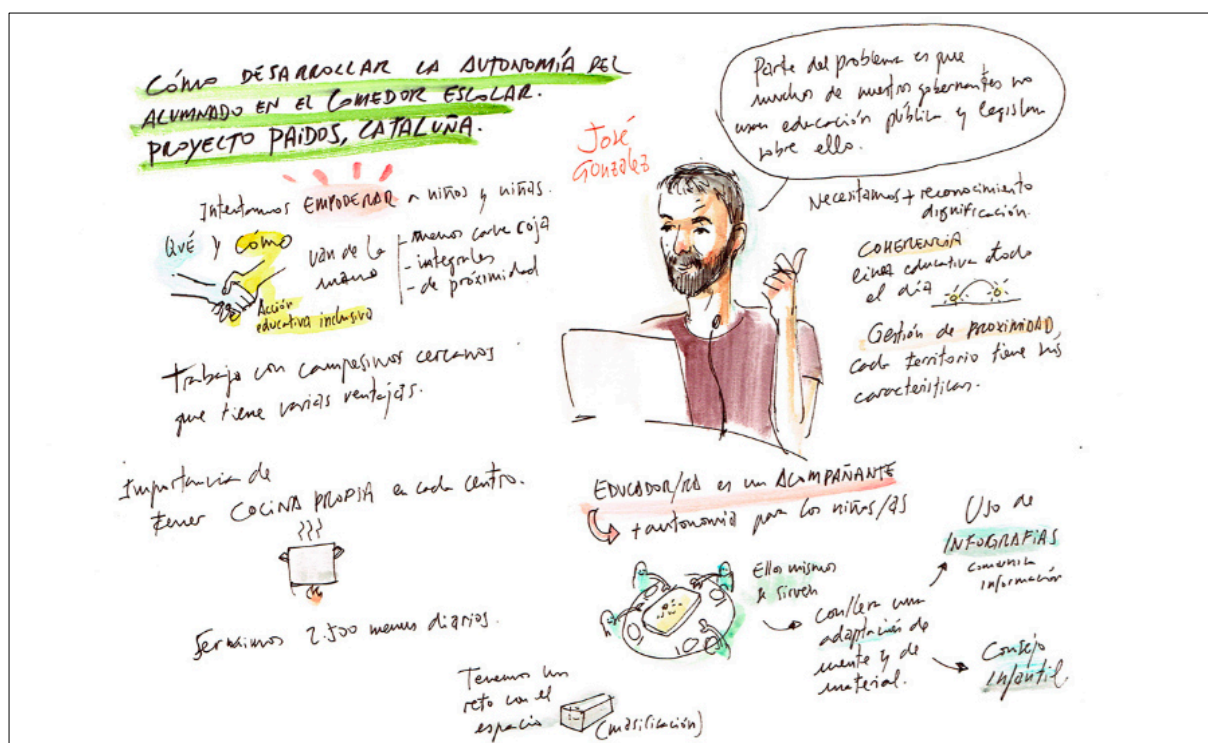 CÓMO DESARROLLAR LA AUTONOMÍA DEL
ALUMNADO EN EL COMEDOR ESCOLAR.
PROYECTO PAIDOS, CATALUÑA.
Intentamos EMPODERAR a niños y niñas.
QUÉ y CÓMO
van de la
mano
- menos carne roja
- integrales
- de próximidad
Acción
educativa inclusiva
Trabajo con campesinos cercanos
que tiene varias ventajas.
Importancia de
tener COCINA PROPIA en cada centro.
Servimos 2.500 menus diarios.
Tenemos un
reto con el
espacio
(masificación)
José
González
Parte del problema es que
muchos de nuestros gobernantes no
usan educación pública y legislan
sobre ello.
Necesitamos + reconocimiento
dignificación.
COHERENCIA
linea educativa todo
el día
Gestión de PROXIMIDAD,
cada territorio tiene sus
características.
EDUCADOR/RA es un ACOMPAÑANTE
+ autonomía para los niños/as
Ellos mismos
se sirven
conlleva una
adaptación de
mente y de
material.
Uso de
INFOGRAFIAS
comunica
información
Consejo
Infantil